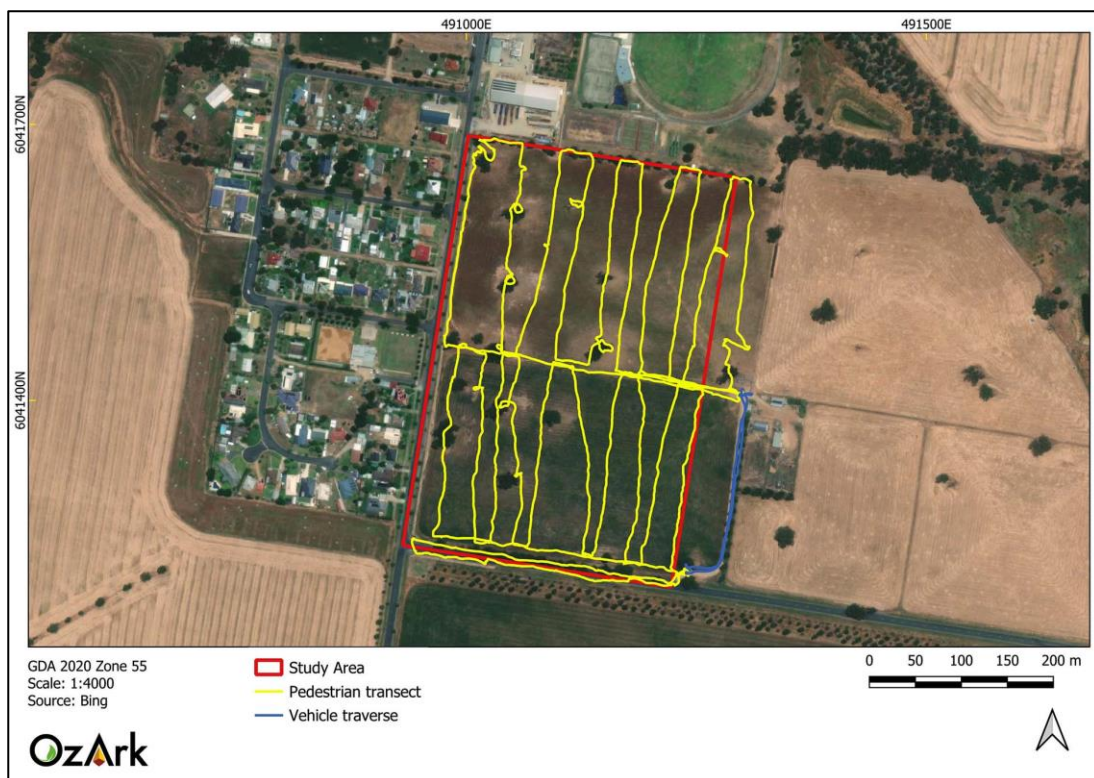 491000E
491500E
6041700N
6041400N
GDA 2020 Zone 55
Scale: 1:4000
Source: Bing
Study Area
Pedestrian transect
Vehicle traverse
0 50 100 150 200 m
OzArk